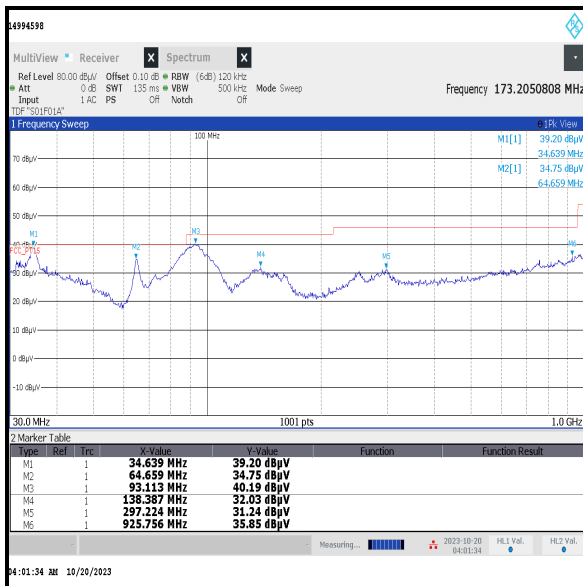 14994598
MultiView Receiver X Spectrum X
Ref Level 80.00 dBµV Offset 0.10 dB RBW (6dB) 120 kHz
Att 0 dB SWT 135 ms VBW 500 kHz Mode Sweep Frequency 173.2050808 MHz
Input 1 AC PS Off Notch Off
TDF "S01F01A"
1 Frequency Sweep 1Pk View
100 MHz
M1[1] 39.20 dBµV
34.639 MHz
M2[1] 34.75 dBµV
64.659 MHz
70 dBµV
60 dBµV
50 dBµV
40 dBµV
FCC_PT15
30 dBµV
20 dBµV
10 dBµV
0 dBµV
-10 dBµV
M1
M2
M3
M4
M5
M6
30.0 MHz 1001 pts 1.0 GHz
2 Marker Table
Type Ref Trc X-Value Y-Value Function Function Result
M1 1 34.639 MHz 39.20 dBµV
M2 1 64.659 MHz 34.75 dBµV
M3 1 93.113 MHz 40.19 dBµV
M4 1 138.387 MHz 32.03 dBµV
M5 1 297.224 MHz 31.24 dBµV
M6 1 925.756 MHz 35.85 dBµV
Measuring... 2023-10-20 04:01:34 HL1 Val. HL2 Val.
04:01:34 AM 10/20/2023